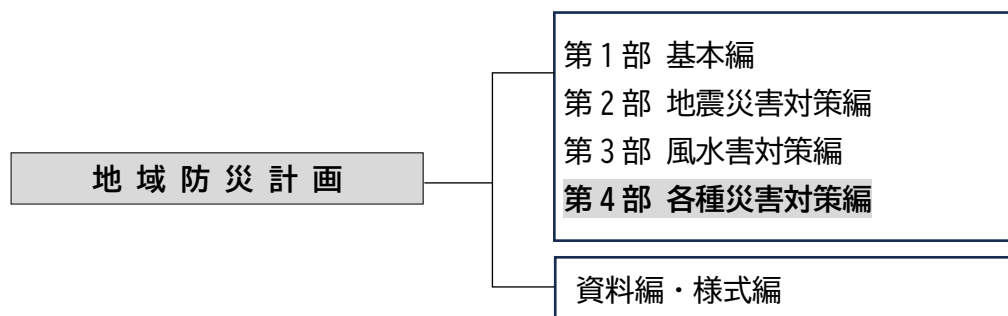 地域防災計画
第1部 基本編
第2部 地震災害対策編
第3部 風水害対策編
第4部 各種災害対策編
資料編・様式編